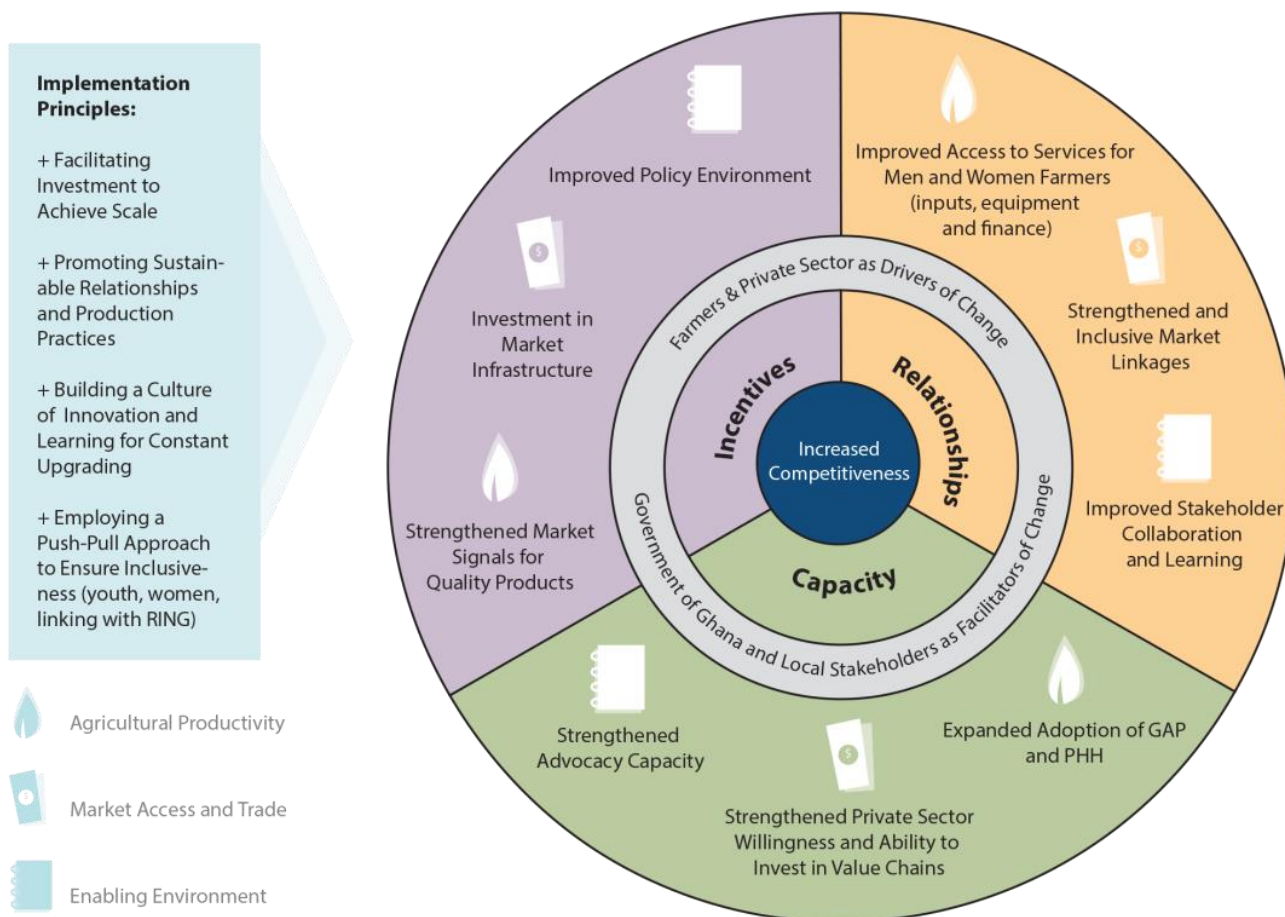 Implementation
Principles:
+ Facilitating
Investment to
Achieve Scale
+ Promoting Sustain-
able Relationships
and Production
Practices
+ Building a Culture
of Innovation and
Learning for Constant
Upgrading
+ Employing a
Push-Pull Approach
to Ensure Inclusive-
ness (youth, women,
linking with RING)
Agricultural Productivity
$
Market Access and Trade
Enabling Environment
Improved Policy Environment
$
Investment in
Market
Infrastructure
Strengthened Market
Signals for
Quality Products
Improved Access to Services for
Men and Women Farmers
(inputs, equipment
and finance)
$
Strengthened and
Inclusive Market
Linkages
Improved Stakeholder
Collaboration
and Learning
Farmers & Private Sector as Drivers of Change
Government of Ghana and Local Stakeholders as Facilitators of Change
Incentives
Relationships
Capacity
Increased
Competitiveness
Strengthened
Advocacy Capacity
$
Strengthened Private Sector
Willingness and Ability to
Invest in Value Chains
Expanded Adoption of GAP
and PHH